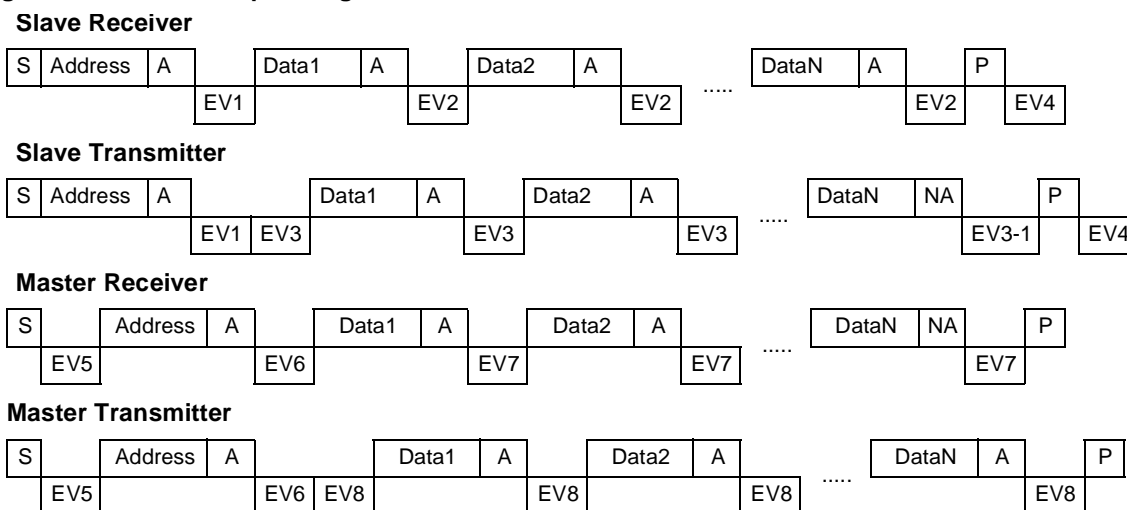 Slave Receiver
S Address A Data1 A Data2 A DataN A P
EV1 EV2 EV2 ..... EV2 EV4
Slave Transmitter
S Address A Data1 A Data2 A DataN NA P
EV1 EV3 EV3 EV3 ..... EV3-1 EV4
Master Receiver
S Address A Data1 A Data2 A DataN NA P
EV5 EV6 EV7 EV7 ..... EV7
Master Transmitter
S Address A Data1 A Data2 A DataN A P
EV5 EV6 EV8 EV8 EV8 ..... EV8